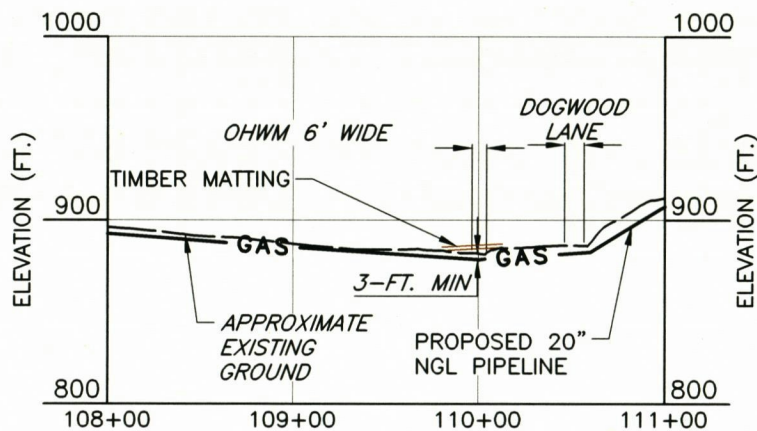 1000
1000
DOGWOOD
LANE
OHWM 6' WIDE
TIMBER MATTING
ELEVATION (FT.)
ELEVATION (FT.)
900
900
GAS
GAS
3-FT. MIN
APPROXIMATE
EXISTING
GROUND
PROPOSED 20"
NGL PIPELINE
800
800
108+00
109+00
110+00
111+00